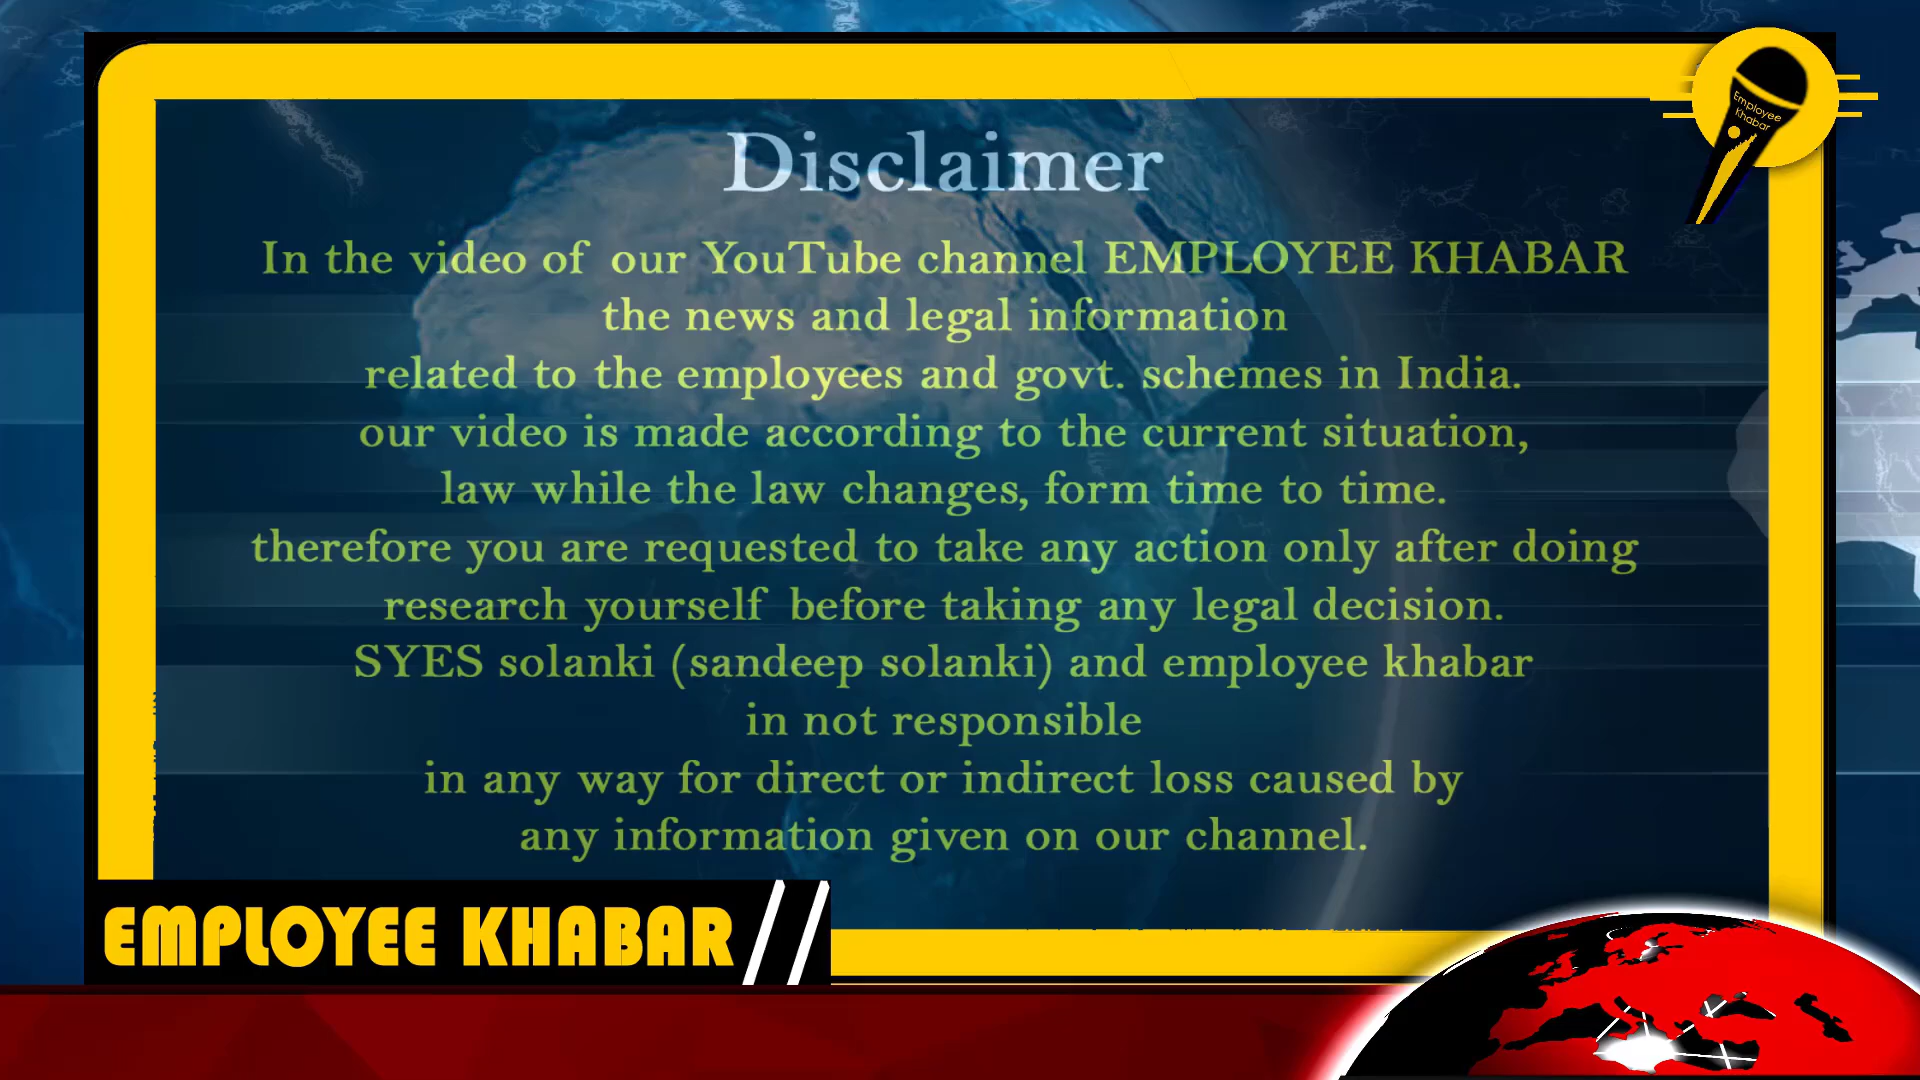 Employee
Khabar
Disclaimer
In the video of our YouTube channel EMPLOYEE KHABAR
the news and legal information
related to the employees and govt. schemes in India.
our video is made according to the current situation,
law while the law changes, form time to time.
therefore you are requested to take any action only after doing
research yourself before taking any legal decision.
SYES solanki (sandeep solanki) and employee khabar
in not responsible
in any way for direct or indirect loss caused by
any information given on our channel.
EMPLOYEE KHABAR